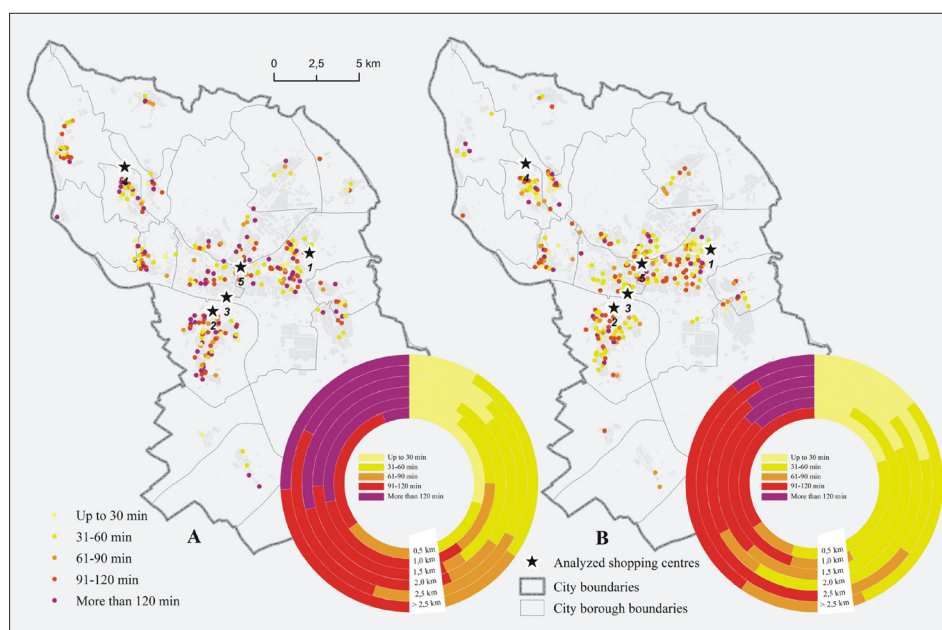 0 2,5 5 km
4
1
5
3
2
4
1
5
3
2
Up to 30 min
31-60 min
61-90 min
91-120 min
More than 120 min
Up to 30 min
31-60 min
61-90 min
91-120 min
More than 120 min
A
B
Up to 30 min
31-60 min
61-90 min
91-120 min
More than 120 min
0,5 km
1,0 km
1,5 km
2,0 km
2,5 km
> 2,5 km
Analyzed shopping centres
City boundaries
City borough boundaries
0,5 km
1,0 km
1,5 km
2,0 km
2,5 km
> 2,5 km